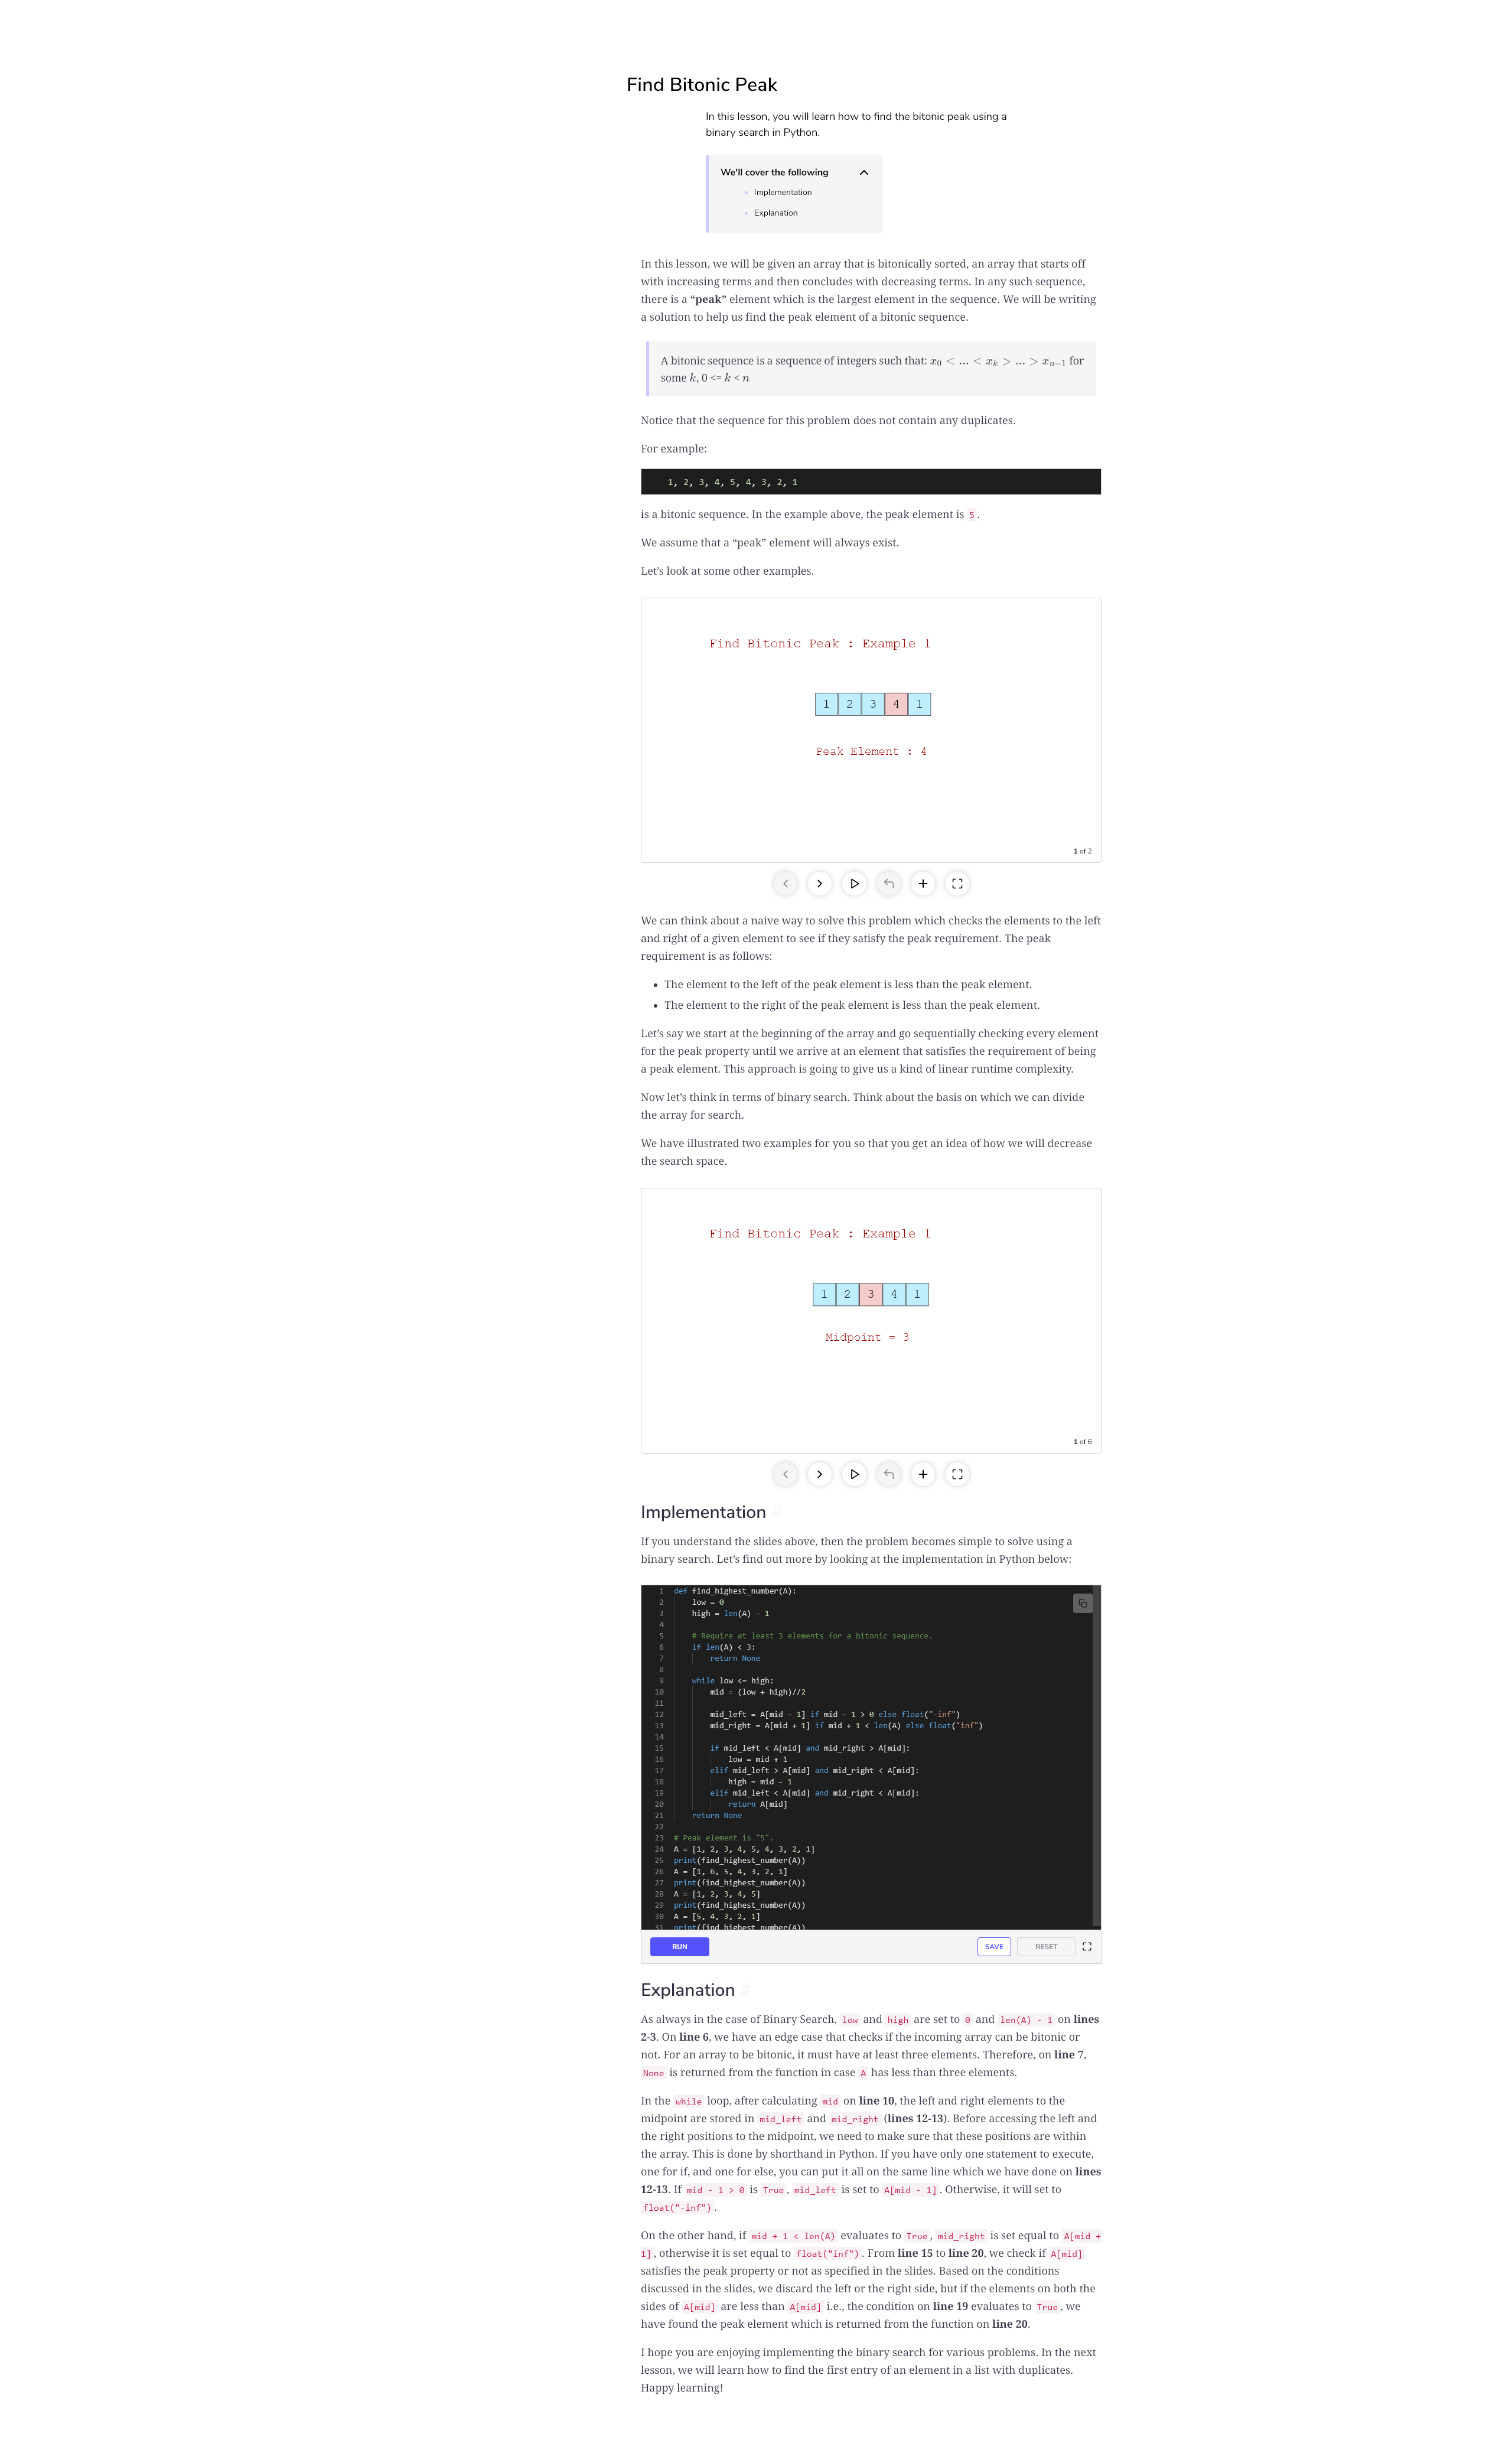 Find Bitonic Peak
In this lesson, you will learn how to find the bitonic peak using a
binary search in Python.
We'll cover the following
Implementation
Explanation
In this lesson, we will be given an array that is bitonically sorted, an array that starts off
with increasing terms and then concludes with decreasing terms. In any such sequence,
there is a “peak” element which is the largest element in the sequence. We will be writing
a solution to help us find the peak element of a bitonic sequence.
A bitonic sequence is a sequence of integers such that: x₀ < ... < xₖ > ... > xₙ₋₁ for
some k, 0 <= k < n
Notice that the sequence for this problem does not contain any duplicates.
For example:
1, 2, 3, 4, 5, 4, 3, 2, 1
is a bitonic sequence. In the example above, the peak element is 5.
We assume that a “peak” element will always exist.
Let’s look at some other examples.
Find Bitonic Peak : Example 1
1 2 3 4 1
Peak Element : 4
1 of 2
We can think about a naive way to solve this problem which checks the elements to the left
and right of a given element to see if they satisfy the peak requirement. The peak
requirement is as follows:
• The element to the left of the peak element is less than the peak element.
• The element to the right of the peak element is less than the peak element.
Let’s say we start at the beginning of the array and go sequentially checking every element
for the peak property until we arrive at an element that satisfies the requirement of being
a peak element. This approach is going to give us a kind of linear runtime complexity.
Now let’s think in terms of binary search. Think about the basis on which we can divide
the array for search.
We have illustrated two examples for you so that you get an idea of how we will decrease
the search space.
Find Bitonic Peak : Example 1
1 2 3 4 1
Midpoint = 3
1 of 6
Implementation #
If you understand the slides above, then the problem becomes simple to solve using a
binary search. Let’s find out more by looking at the implementation in Python below:
1 def find_highest_number(A):
2     low = 0
3     high = len(A) - 1
4
5     # Require at least 3 elements for a bitonic sequence.
6     if len(A) < 3:
7         return None
8
9     while low <= high:
10         mid = (low + high)//2
11
12         mid_left = A[mid - 1] if mid - 1 > 0 else float("-inf")
13         mid_right = A[mid + 1] if mid + 1 < len(A) else float("inf")
14
15         if mid_left < A[mid] and mid_right > A[mid]:
16             low = mid + 1
17         elif mid_left > A[mid] and mid_right < A[mid]:
18             high = mid - 1
19         elif mid_left < A[mid] and mid_right < A[mid]:
20             return A[mid]
21     return None
22
23 # Peak element is "5".
24 A = [1, 2, 3, 4, 5, 4, 3, 2, 1]
25 print(find_highest_number(A))
26 A = [1, 6, 5, 4, 3, 2, 1]
27 print(find_highest_number(A))
28 A = [1, 2, 3, 4, 5]
29 print(find_highest_number(A))
30 A = [5, 4, 3, 2, 1]
31 print(find_highest_number(A))
RUN SAVE RESET
Explanation #
As always in the case of Binary Search, low and high are set to 0 and len(A) - 1 on lines
2-3. On line 6, we have an edge case that checks if the incoming array can be bitonic or
not. For an array to be bitonic, it must have at least three elements. Therefore, on line 7,
None is returned from the function in case A has less than three elements.
In the while loop, after calculating mid on line 10, the left and right elements to the
midpoint are stored in mid_left and mid_right (lines 12-13). Before accessing the left and
the right positions to the midpoint, we need to make sure that these positions are within
the array. This is done by shorthand in Python. If you have only one statement to execute,
one for if, and one for else, you can put it all on the same line which we have done on lines
12-13. If mid - 1 > 0 is True, mid_left is set to A[mid - 1]. Otherwise, it will set to
float("-inf").
On the other hand, if mid + 1 < len(A) evaluates to True, mid_right is set equal to A[mid +
1], otherwise it is set equal to float("inf"). From line 15 to line 20, we check if A[mid]
satisfies the peak property or not as specified in the slides. Based on the conditions
discussed in the slides, we discard the left or the right side, but if the elements on both the
sides of A[mid] are less than A[mid] i.e., the condition on line 19 evaluates to True, we
have found the peak element which is returned from the function on line 20.
I hope you are enjoying implementing the binary search for various problems. In the next
lesson, we will learn how to find the first entry of an element in a list with duplicates.
Happy learning!